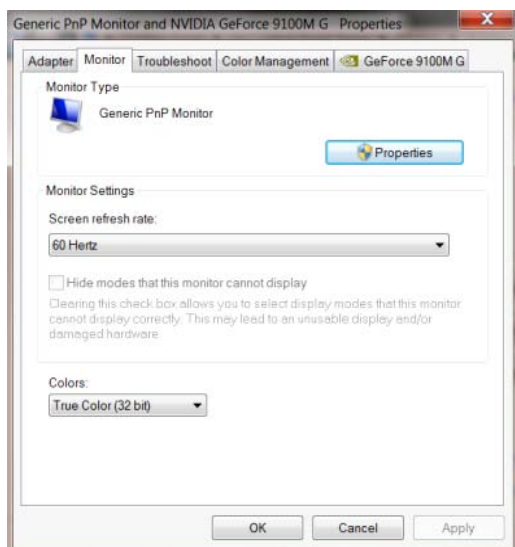 Generic PnP Monitor and NVIDIA GeForce 9100M G Properties
Adapter Monitor Troubleshoot Color Management GeForce 9100M G
Monitor Type
Generic PnP Monitor
Properties
Monitor Settings
Screen refresh rate:
60 Hertz
Hide modes that this monitor cannot display
Clearing this check box allows you to select display modes that this monitor
cannot display correctly. This may lead to an unusable display and/or
damaged hardware.
Colors:
True Color (32 bit)
OK Cancel Apply